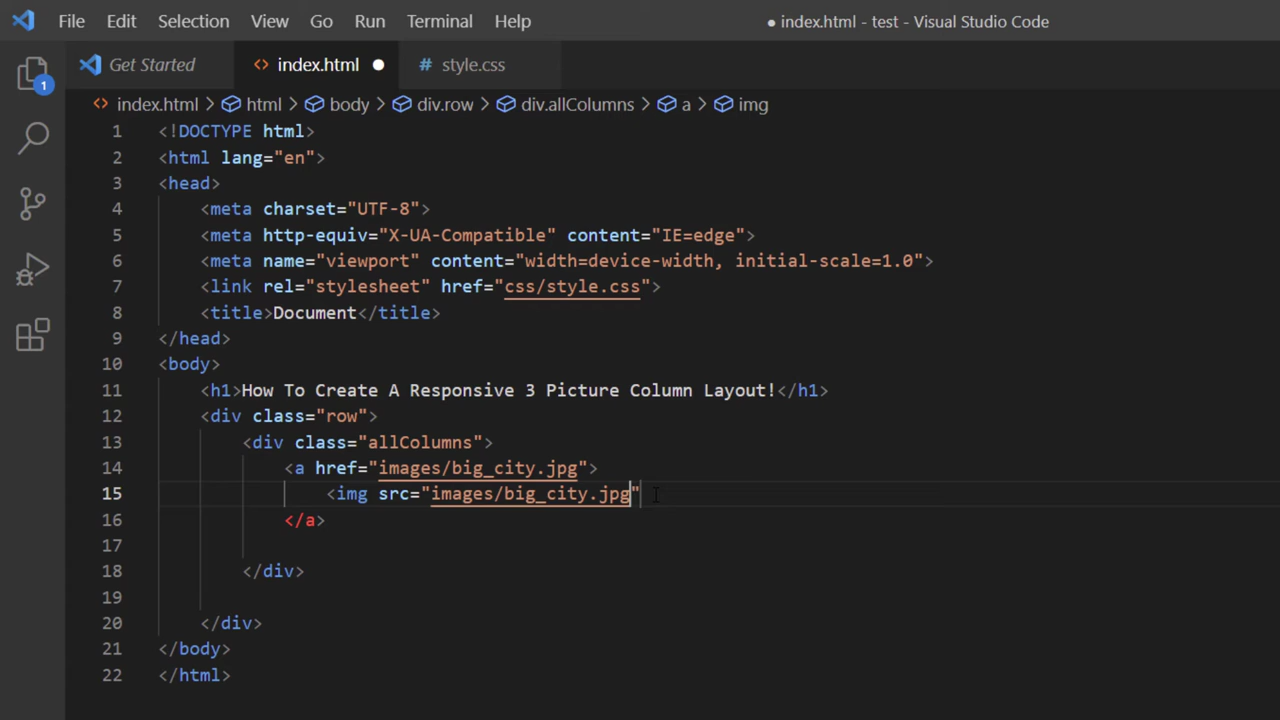 File Edit Selection View Go Run Terminal Help ● index.html - test - Visual Studio Code
Get Started <> index.html ● # style.css
1
<> index.html > html > body > div.row > div.allColumns > a > img
1 <!DOCTYPE html>
2 <html lang="en">
3 <head>
4 <meta charset="UTF-8">
5 <meta http-equiv="X-UA-Compatible" content="IE=edge">
6 <meta name="viewport" content="width=device-width, initial-scale=1.0">
7 <link rel="stylesheet" href="css/style.css">
8 <title>Document</title>
9 </head>
10 <body>
11 <h1>How To Create A Responsive 3 Picture Column Layout!</h1>
12 <div class="row">
13 <div class="allColumns">
14 <a href="images/big_city.jpg">
15 <img src="images/big_city.jpg"
16 </a>
17
18 </div>
19
20 </div>
21 </body>
22 </html>